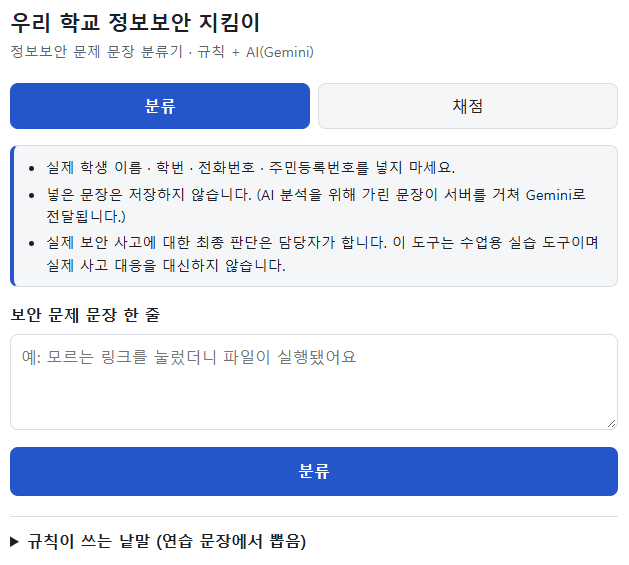 우리 학교 정보보안 지킴이
정보보안 문제 문장 분류기 · 규칙 + AI(Gemini)
분류
채점
• 실제 학생 이름 · 학번 · 전화번호 · 주민등록번호를 넣지 마세요.
• 넣은 문장은 저장하지 않습니다. (AI 분석을 위해 가린 문장이 서버를 거쳐 Gemini로
전달됩니다.)
• 실제 보안 사고에 대한 최종 판단은 담당자가 합니다. 이 도구는 수업용 실습 도구이며
실제 사고 대응을 대신하지 않습니다.
보안 문제 문장 한 줄
예: 모르는 링크를 눌렀더니 파일이 실행됐어요
분류
▶ 규칙이 쓰는 낱말 (연습 문장에서 뽑음)